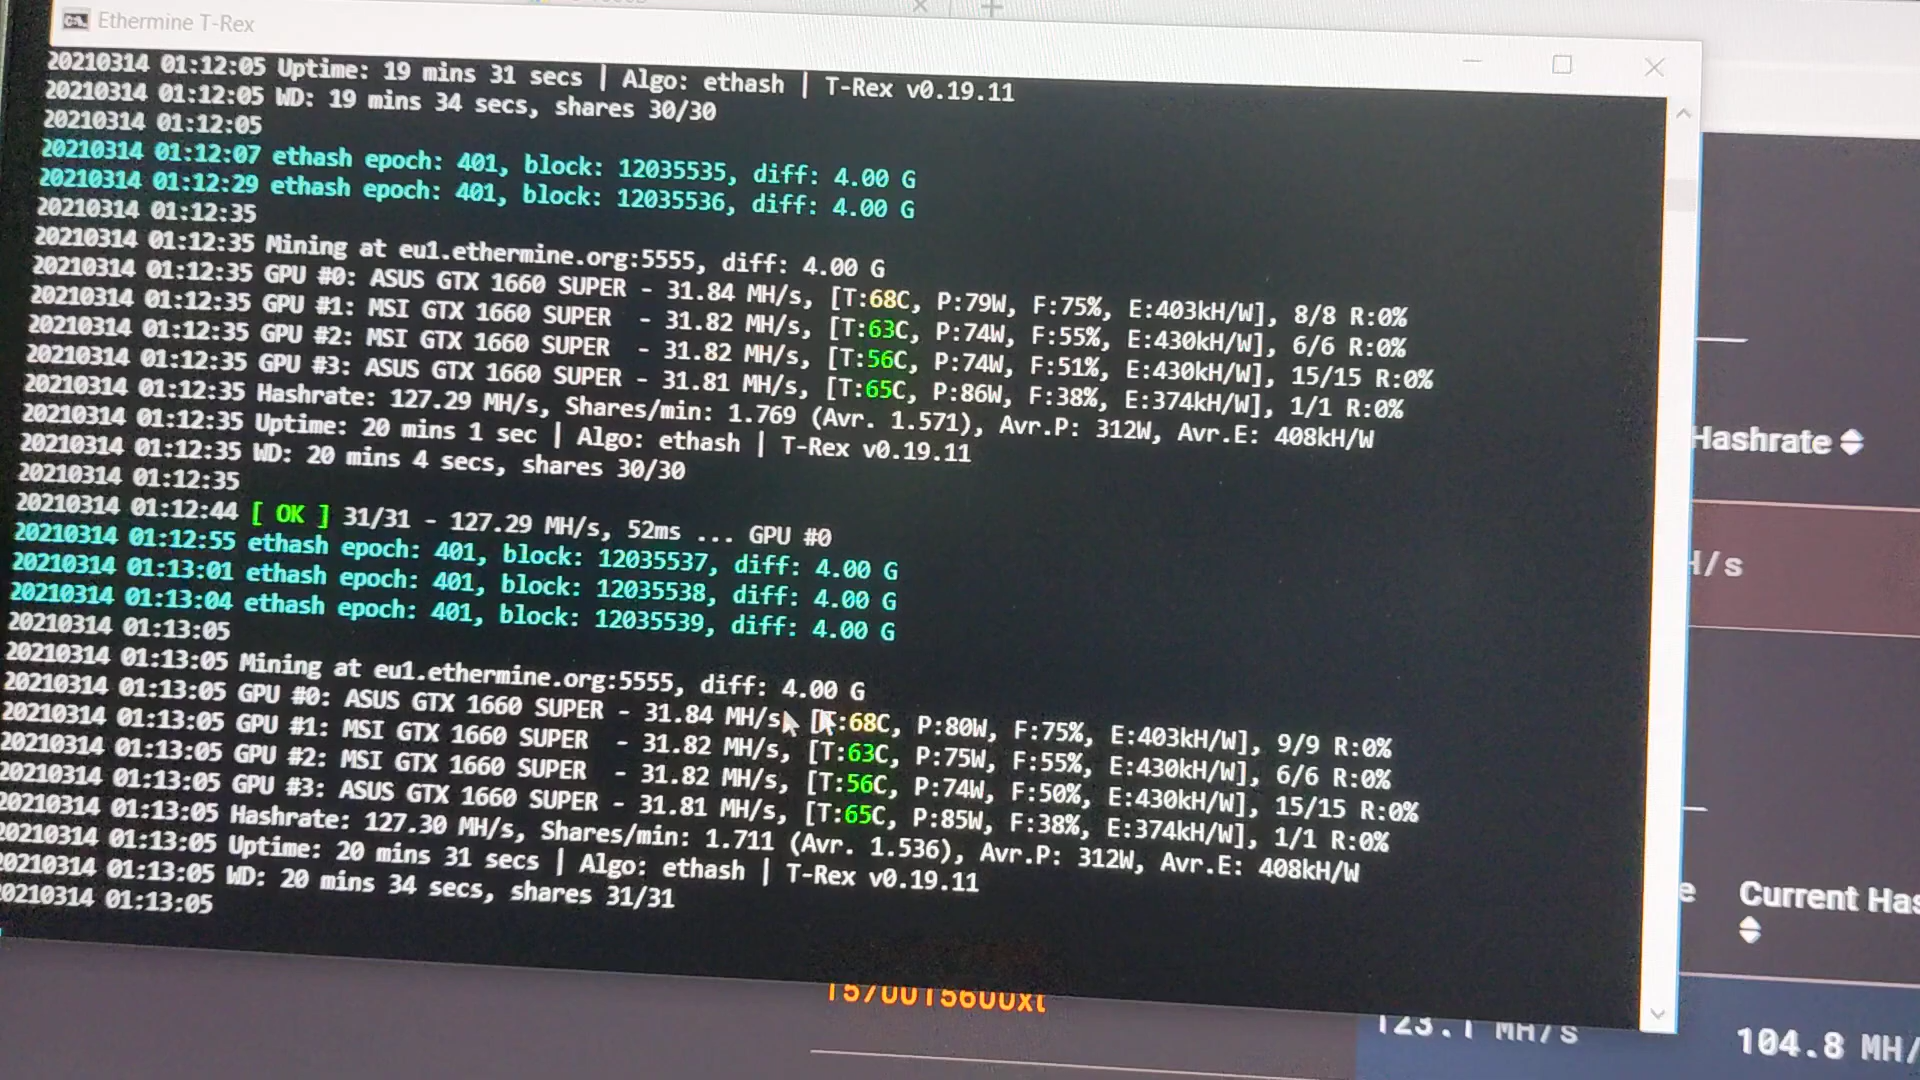 Ethermine T-Rex
20210314 01:12:05 Uptime: 19 mins 31 secs | Algo: ethash | T-Rex v0.19.11
20210314 01:12:05 WD: 19 mins 34 secs, shares 30/30
20210314 01:12:05
20210314 01:12:07 ethash epoch: 401, block: 12035535, diff: 4.00 G
20210314 01:12:29 ethash epoch: 401, block: 12035536, diff: 4.00 G
20210314 01:12:35
20210314 01:12:35 Mining at eu1.ethermine.org:5555, diff: 4.00 G
20210314 01:12:35 GPU #0: ASUS GTX 1660 SUPER - 31.84 MH/s, [T:68C, P:79W, F:75%, E:403kH/W], 8/8 R:0%
20210314 01:12:35 GPU #1: MSI GTX 1660 SUPER  - 31.82 MH/s, [T:63C, P:74W, F:55%, E:430kH/W], 6/6 R:0%
20210314 01:12:35 GPU #2: MSI GTX 1660 SUPER  - 31.82 MH/s, [T:56C, P:74W, F:51%, E:430kH/W], 15/15 R:0%
20210314 01:12:35 GPU #3: ASUS GTX 1660 SUPER - 31.81 MH/s, [T:65C, P:86W, F:38%, E:374kH/W], 1/1 R:0%
20210314 01:12:35 Hashrate: 127.29 MH/s, Shares/min: 1.769 (Avr. 1.571), Avr.P: 312W, Avr.E: 408kH/W
20210314 01:12:35 Uptime: 20 mins 1 sec | Algo: ethash | T-Rex v0.19.11
20210314 01:12:35 WD: 20 mins 4 secs, shares 30/30
20210314 01:12:35
20210314 01:12:44 [ OK ] 31/31 - 127.29 MH/s, 52ms ... GPU #0
20210314 01:12:55 ethash epoch: 401, block: 12035537, diff: 4.00 G
20210314 01:13:01 ethash epoch: 401, block: 12035538, diff: 4.00 G
20210314 01:13:04 ethash epoch: 401, block: 12035539, diff: 4.00 G
20210314 01:13:05
20210314 01:13:05 Mining at eu1.ethermine.org:5555, diff: 4.00 G
20210314 01:13:05 GPU #0: ASUS GTX 1660 SUPER - 31.84 MH/s, [T:68C, P:80W, F:75%, E:403kH/W], 9/9 R:0%
20210314 01:13:05 GPU #1: MSI GTX 1660 SUPER  - 31.82 MH/s, [T:63C, P:75W, F:55%, E:430kH/W], 6/6 R:0%
20210314 01:13:05 GPU #2: MSI GTX 1660 SUPER  - 31.82 MH/s, [T:56C, P:74W, F:50%, E:430kH/W], 15/15 R:0%
20210314 01:13:05 GPU #3: ASUS GTX 1660 SUPER - 31.81 MH/s, [T:65C, P:85W, F:38%, E:374kH/W], 1/1 R:0%
20210314 01:13:05 Hashrate: 127.30 MH/s, Shares/min: 1.711 (Avr. 1.536), Avr.P: 312W, Avr.E: 408kH/W
20210314 01:13:05 Uptime: 20 mins 31 secs | Algo: ethash | T-Rex v0.19.11
20210314 01:13:05 WD: 20 mins 34 secs, shares 31/31
20210314 01:13:05
Hashrate
H/s
e Current Has
123.1 MH/s
104.8 MH/